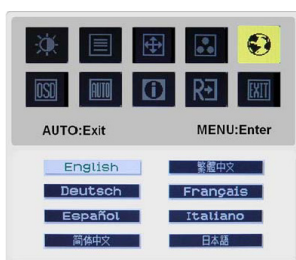 OSD AUTO R EXIT
AUTO:Exit MENU:Enter
English 繁體中文
Deutsch Français
Español Italiano
简体中文 日本語